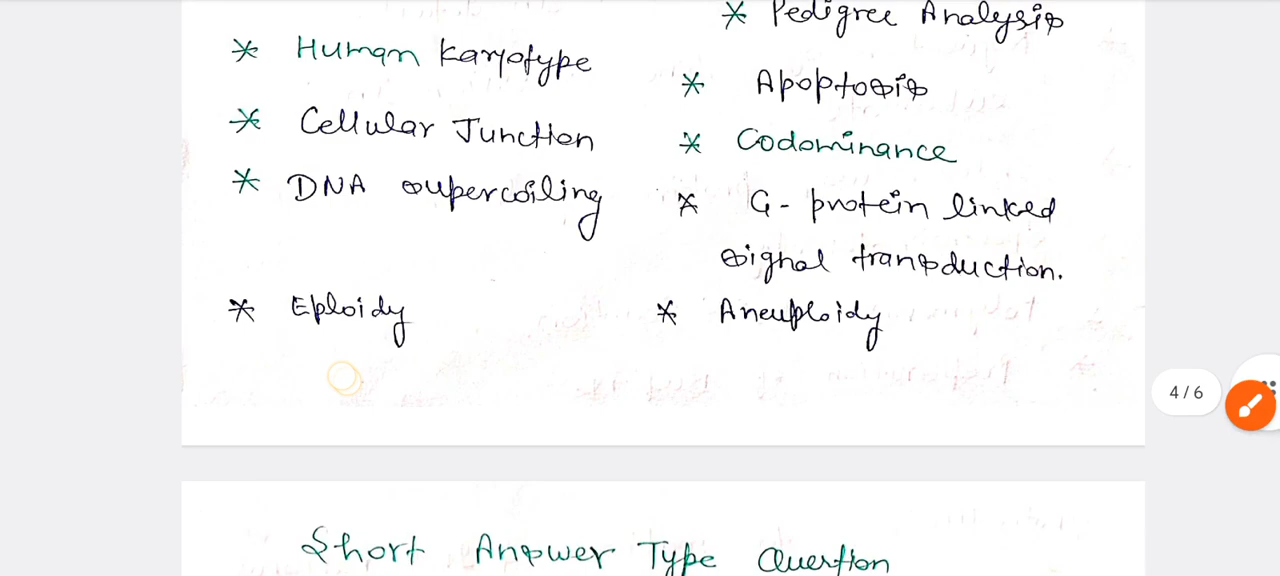 * Pedigree Analysis
* Human Karyotype
* Apoptosis
* Cellular Junction
* Codominance
* DNA supercoiling
* G-protein linked
signal transduction.
* Eploidy
* Aneuploidy
4/6
Short Answer Type Question